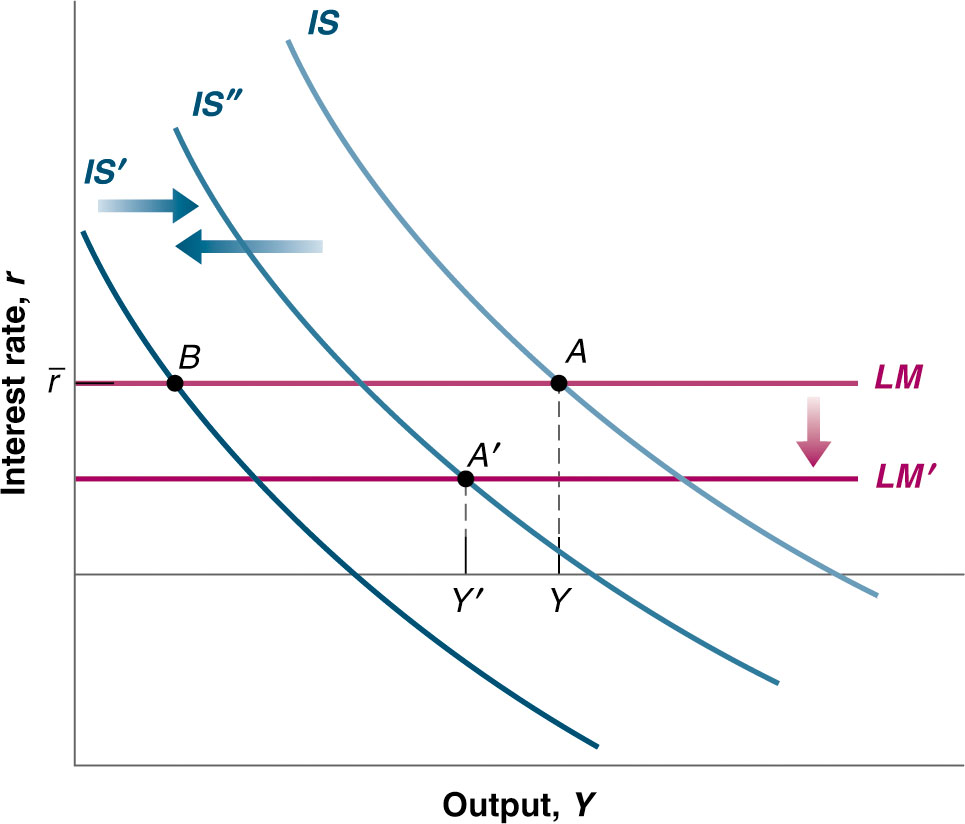 IS
IS″
IS′
B
A
r̄
LM
A′
LM′
Y′
Y
Interest rate, r
Output, Y